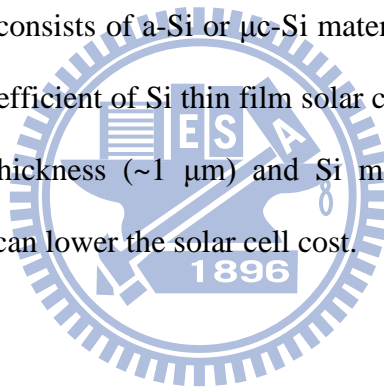 consists of a-Si or μc-Si mater
efficient of Si thin film solar c
hickness (~1 μm) and Si m
can lower the solar cell cost.
E S A
1896